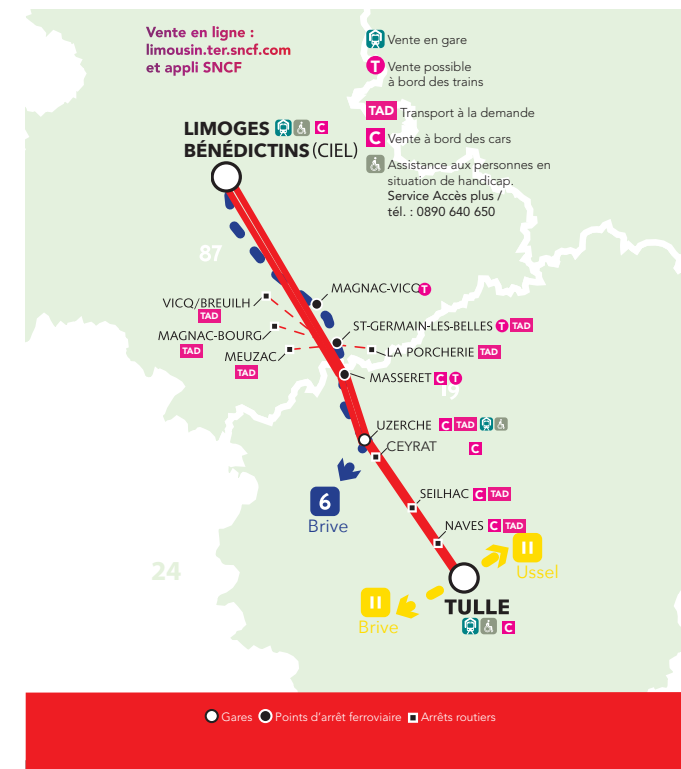 Vente en ligne :
limousin.ter.sncf.com
et appli SNCF
Vente en gare
T Vente possible
à bord des trains
TAD Transport à la demande
C Vente à bord des cars
Assistance aux personnes en
situation de handicap.
Service Accès plus /
tél. : 0890 640 650
LIMOGES C
BÉNÉDICTINS (CIEL)
87
MAGNAC-VICQ T
VICQ/BREUILH
TAD
ST-GERMAIN-LES-BELLES T TAD
MAGNAC-BOURG
TAD
LA PORCHERIE TAD
MEUZAC
TAD
MASSERET C T
19
UZERCHE C TAD
CEYRAT C
SEILHAC C TAD
6
Brive
NAVES C TAD
11
Ussel
24
11
Brive
TULLE
C
Gares Points d'arrêt ferroviaire Arrêts routiers